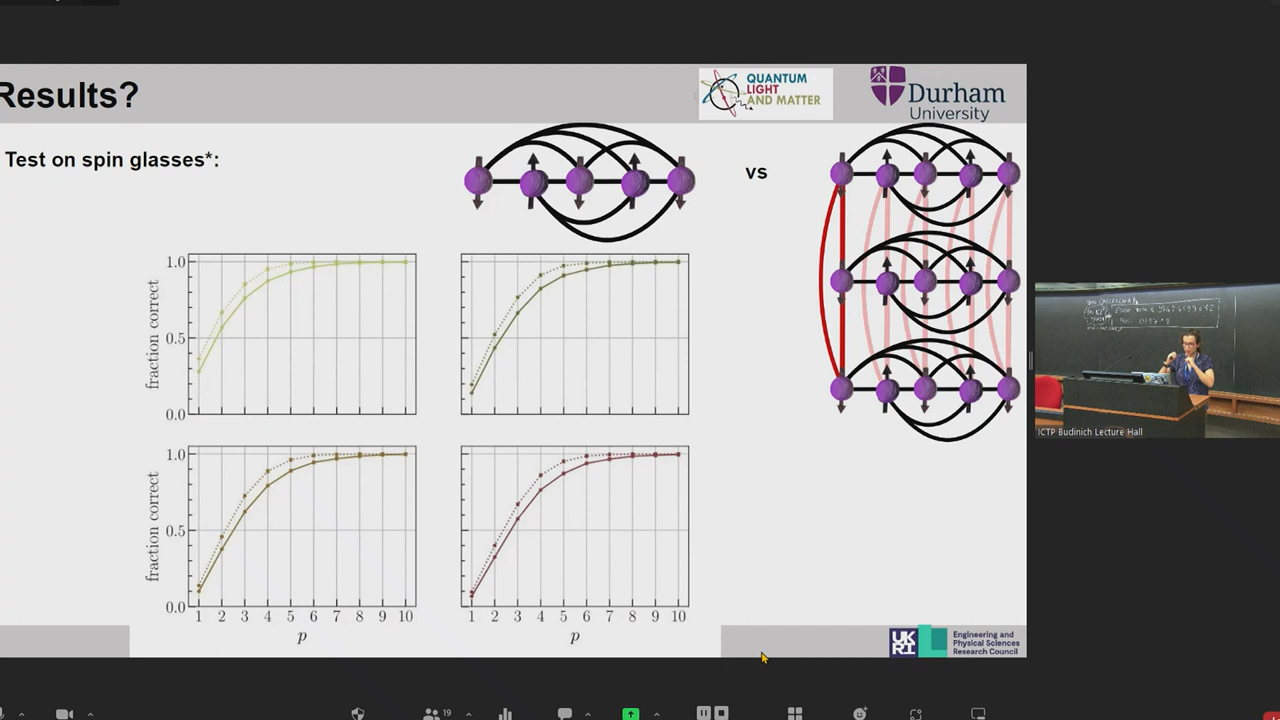 Results?
QUANTUM
LIGHT
AND MATTER
Durham
University
Test on spin glasses*:
vs
fraction correct
1.0
0.5
0.0
fraction correct
1.0
0.5
0.0
1 2 3 4 5 6 7 8 9 10
p
1 2 3 4 5 6 7 8 9 10
p
UK
RI
Engineering and
Physical Sciences
Research Council
ICTP Budinich Lecture Hall
19